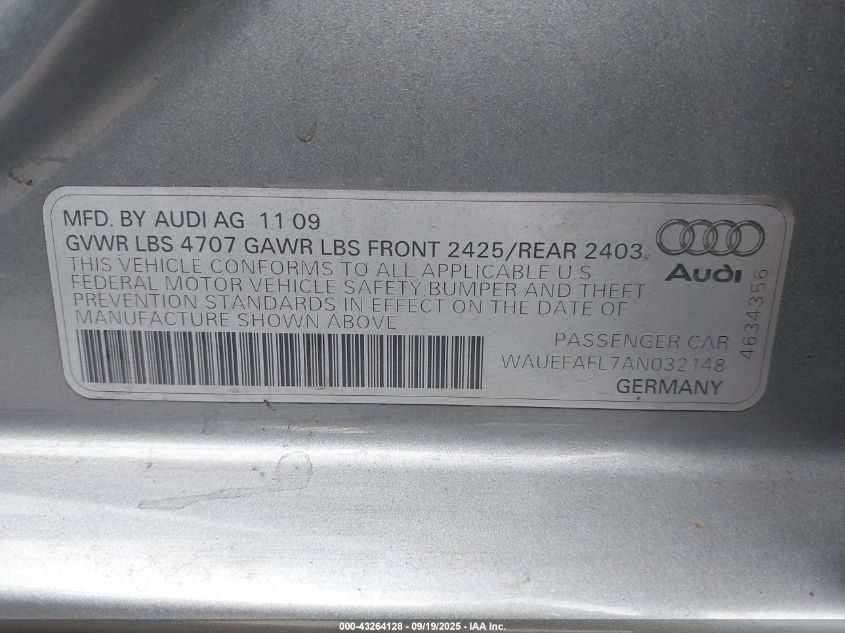 MFD. BY AUDI AG 11 09
GVWR LBS 4707 GAWR LBS FRONT 2425/REAR 2403
THIS VEHICLE CONFORMS TO ALL APPLICABLE U S
FEDERAL MOTOR VEHICLE SAFETY BUMPER AND THEFT
PREVENTION STANDARDS IN EFFECT ON THE DATE OF
MANUFACTURE SHOWN ABOVE
PASSENGER CAR
WAUEFAFL7AN032148
GERMANY
Audi
4634356
000-43264128 - 09/19/2025 - IAA Inc.